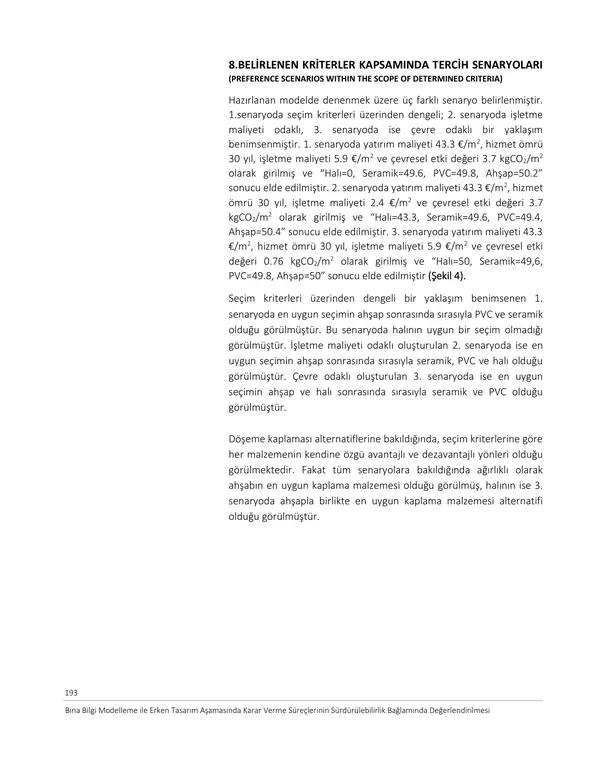 8.BELİRLENEN KRİTERLER KAPSAMINDA TERCİH SENARYOLARI
(PREFERENCE SCENARIOS WITHIN THE SCOPE OF DETERMINED CRITERIA)
Hazırlanan modelde denenmek üzere üç farklı senaryo belirlenmiştir.
1.senaryoda seçim kriterleri üzerinden dengeli; 2. senaryoda işletme
maliyeti odaklı, 3. senaryoda ise çevre odaklı bir yaklaşım
benimsenmiştir. 1. senaryoda yatırım maliyeti 43.3 €/m², hizmet ömrü
30 yıl, işletme maliyeti 5.9 €/m² ve çevresel etki değeri 3.7 kgCO₂/m²
olarak girilmiş ve “Halı=0, Seramik=49.6, PVC=49.8, Ahşap=50.2”
sonucu elde edilmiştir. 2. senaryoda yatırım maliyeti 43.3 €/m², hizmet
ömrü 30 yıl, işletme maliyeti 2.4 €/m² ve çevresel etki değeri 3.7
kgCO₂/m² olarak girilmiş ve “Halı=43.3, Seramik=49.6, PVC=49.4,
Ahşap=50.4” sonucu elde edilmiştir. 3. senaryoda yatırım maliyeti 43.3
€/m², hizmet ömrü 30 yıl, işletme maliyeti 5.9 €/m² ve çevresel etki
değeri 0.76 kgCO₂/m² olarak girilmiş ve “Halı=50, Seramik=49,6,
PVC=49.8, Ahşap=50” sonucu elde edilmiştir (Şekil 4).
Seçim kriterleri üzerinden dengeli bir yaklaşım benimsenen 1.
senaryoda en uygun seçimin ahşap sonrasında sırasıyla PVC ve seramik
olduğu görülmüştür. Bu senaryoda halının uygun bir seçim olmadığı
görülmüştür. İşletme maliyeti odaklı oluşturulan 2. senaryoda ise en
uygun seçimin ahşap sonrasında sırasıyla seramik, PVC ve halı olduğu
görülmüştür. Çevre odaklı oluşturulan 3. senaryoda ise en uygun
seçimin ahşap ve halı sonrasında sırasıyla seramik ve PVC olduğu
görülmüştür.
Döşeme kaplaması alternatiflerine bakıldığında, seçim kriterlerine göre
her malzemenin kendine özgü avantajlı ve dezavantajlı yönleri olduğu
görülmektedir. Fakat tüm senaryolara bakıldığında ağırlıklı olarak
ahşabın en uygun kaplama malzemesi olduğu görülmüş, halının ise 3.
senaryoda ahşapla birlikte en uygun kaplama malzemesi alternatifi
olduğu görülmüştür.
193
Bina Bilgi Modelleme ile Erken Tasarım Aşamasında Karar Verme Süreçlerinin Sürdürülebilirlik Bağlamında Değerlendirilmesi